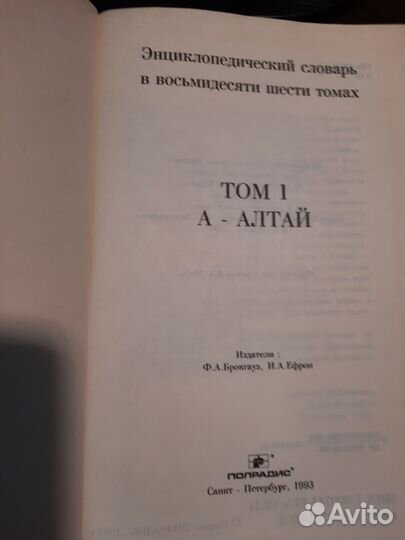 Энциклопедический словарь
в восьмидесяти шести томах
ТОМ 1
А - АЛТАЙ
Издатели :
Ф.А.Брокгауз, И.А.Ефрон
ПОЛРАДИС
Санкт - Петербург, 1993
Avito